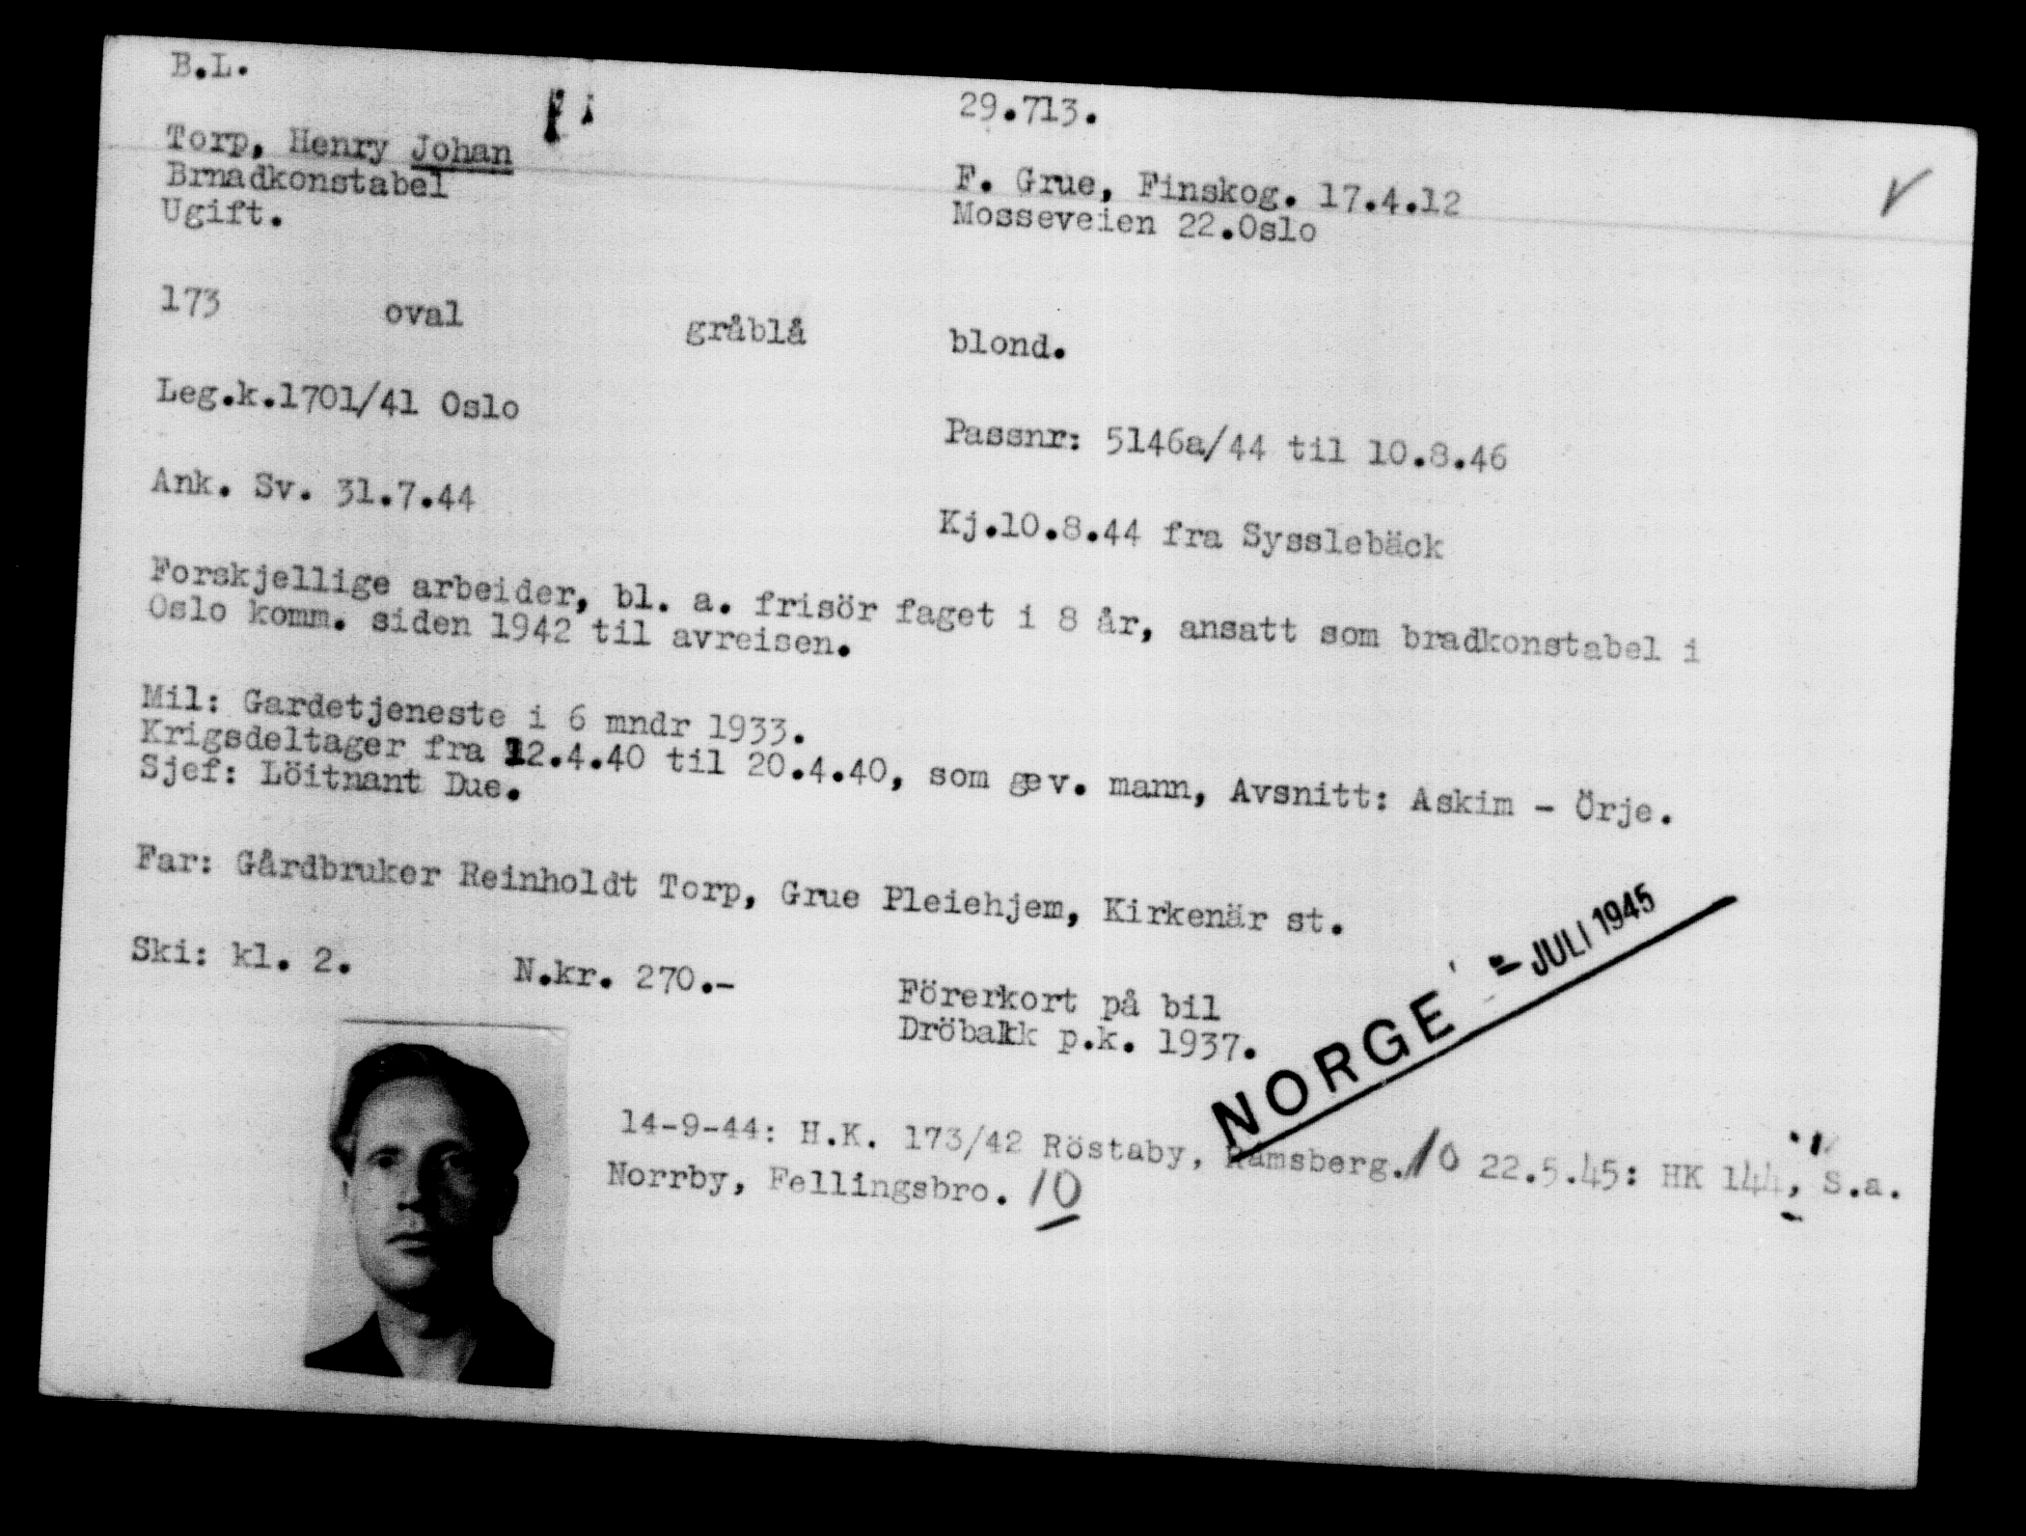 B.L.
29.713.
Torp, Henry Johan
F. Grue, Finskog. 17.4.12
Brnadkonstabel
Mosseveien 22.Oslo
Ugift.
173 oval gråblå blond.
Leg.k.1701/41 Oslo
Passnr: 5146a/44 til 10.8.46
Ank. Sv. 31.7.44
Kj.10.8.44 fra Sysslebäck
Forskjellige arbeider, bl. a. frisör faget i 8 år, ansatt som bradkonstabel i
Oslo komm. siden 1942 til avreisen.
Mil: Gardetjeneste i 6 mndr 1933.
Krigsdeltager fra 12.4.40 til 20.4.40, som gev. mann, Avsnitt: Askim - Örje.
Sjef: Löitnant Due.
Far: Gårdbruker Reinholdt Torp, Grue Pleiehjem, Kirkenär st.
Ski: kl. 2. N.kr. 270.- Förerkort på bil
Dröbakk p.k. 1937.
NORGE - JULI 1945
14-9-44: H.K. 173/42 Röstaby, Ramsberg. 10 22.5.45: HK 144, S.a.
Norrby, Fellingsbro. 10